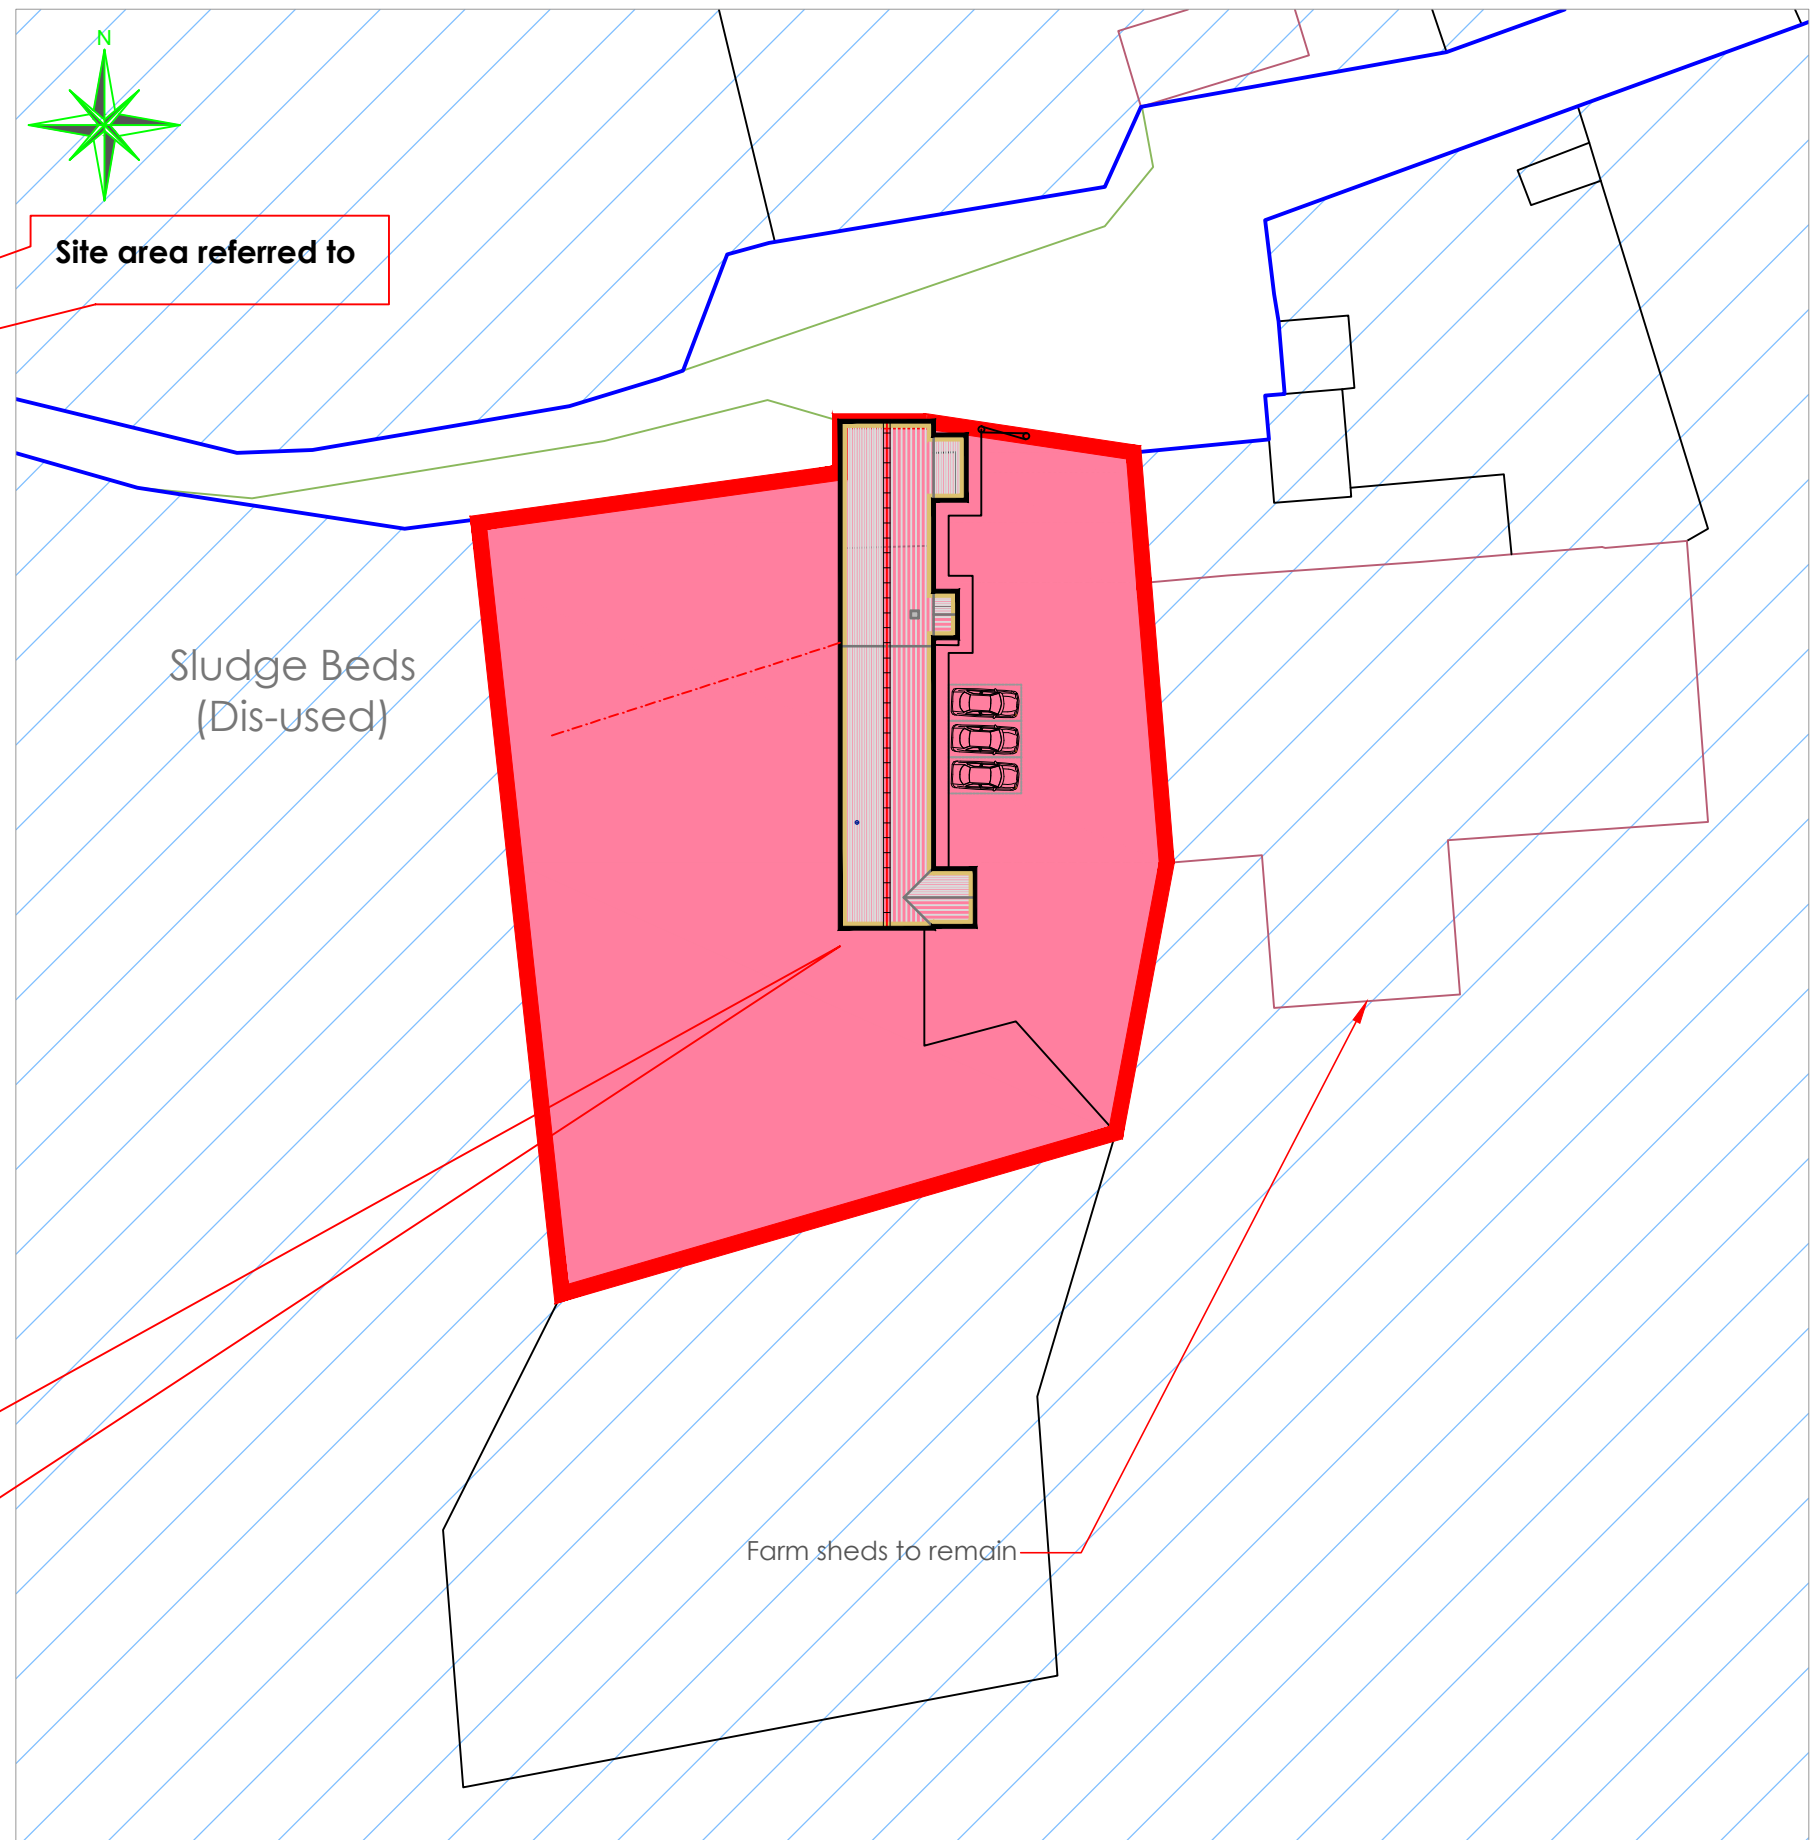 N
Site area referred to
Sludge Beds
(Dis-used)
Farm sheds to remain